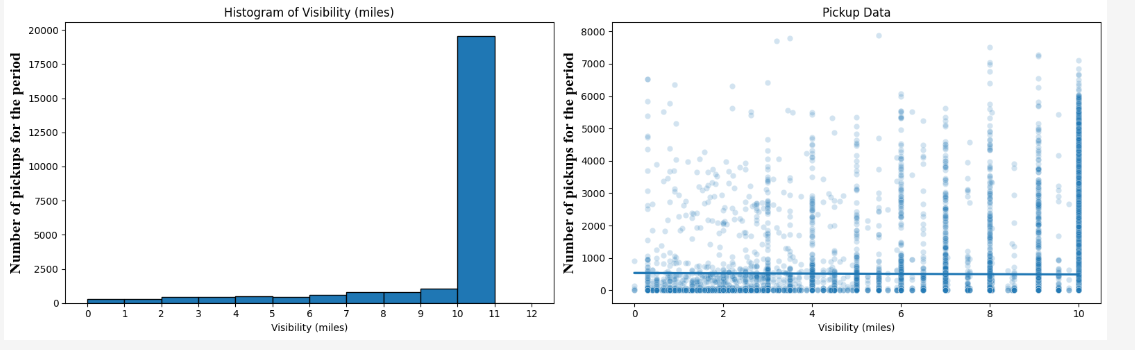 Histogram of Visibility (miles)
Number of pickups for the period
20000
17500
15000
12500
10000
7500
5000
2500
0
0 1 2 3 4 5 6 7 8 9 10 11 12
Visibility (miles)
Pickup Data
Number of pickups for the period
8000
7000
6000
5000
4000
3000
2000
1000
0
0 2 4 6 8 10
Visibility (miles)